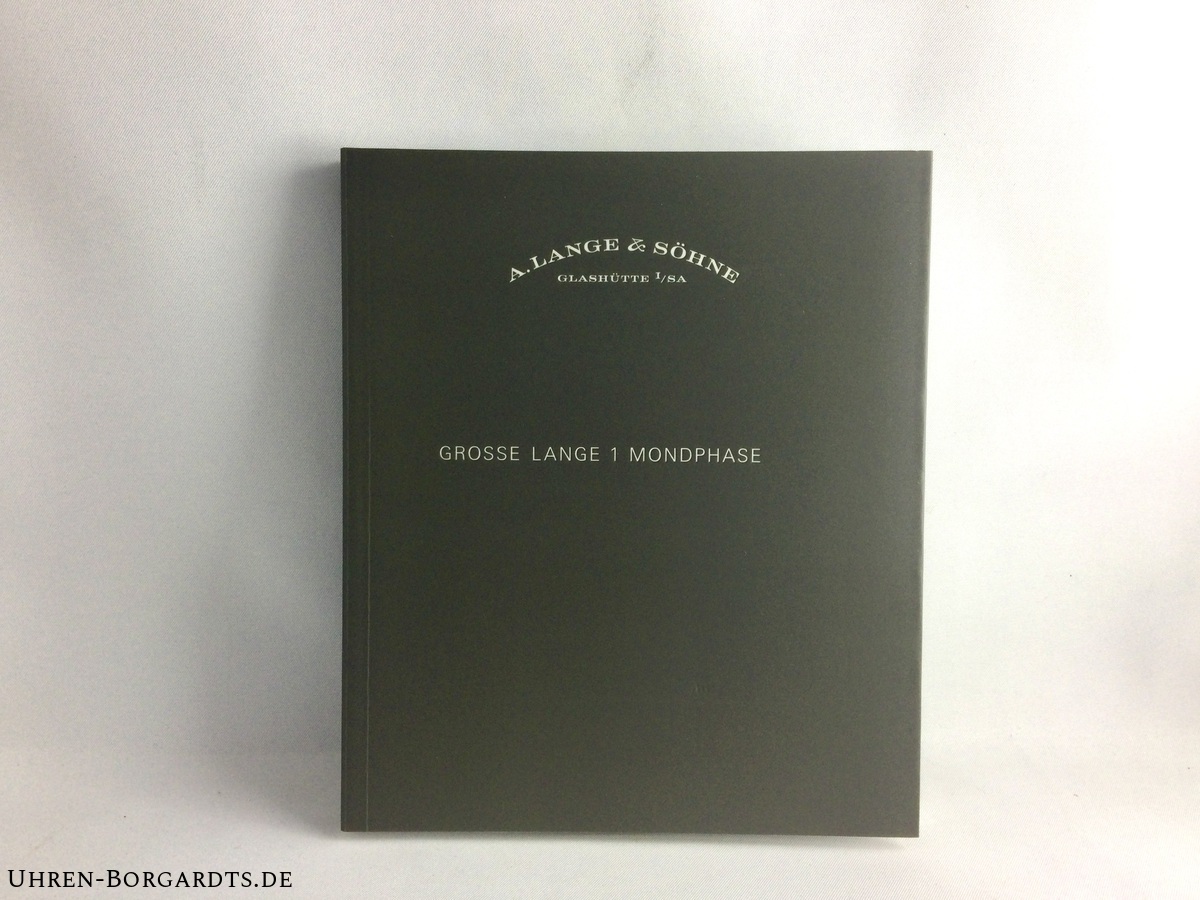 A. LANGE & SÖHNE
GLASHÜTTE I/SA
GROSSE LANGE 1 MONDPHASE
UHREN-BORGARDTS.DE